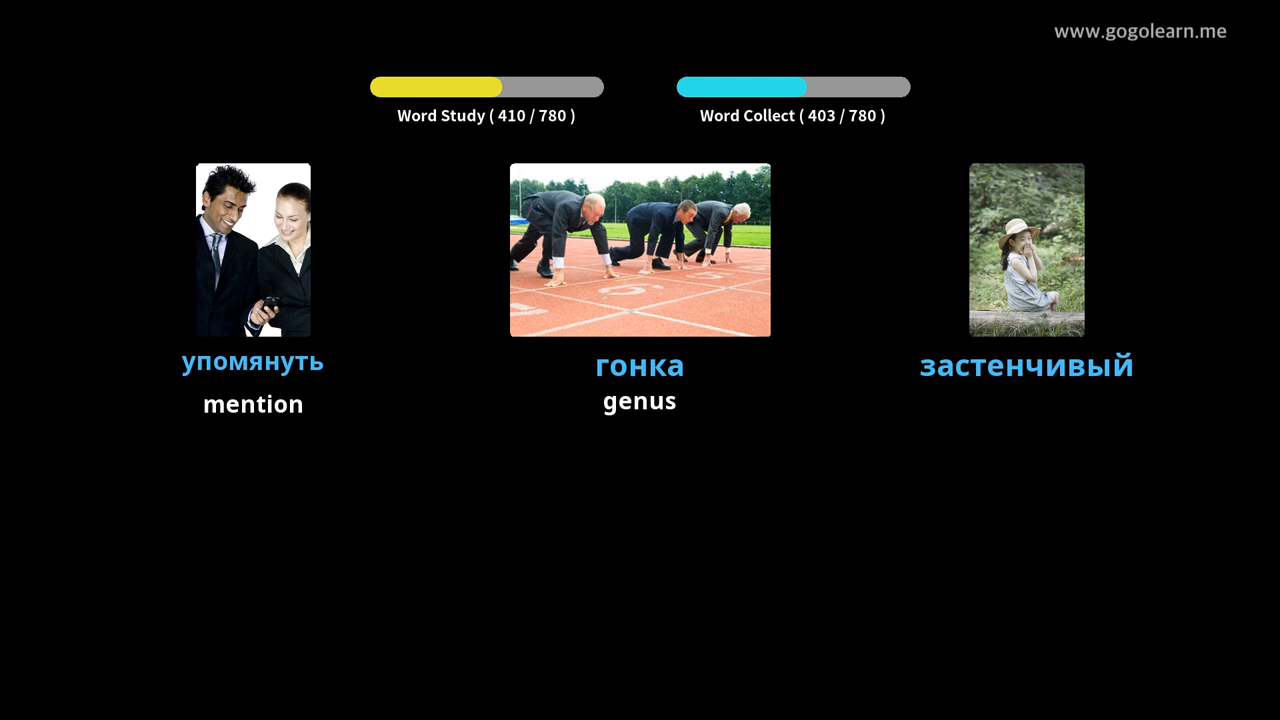 www.gogolearn.me
Word Study ( 410 / 780 )
Word Collect ( 403 / 780 )
упомянуть
mention
гонка
genus
застенчивый